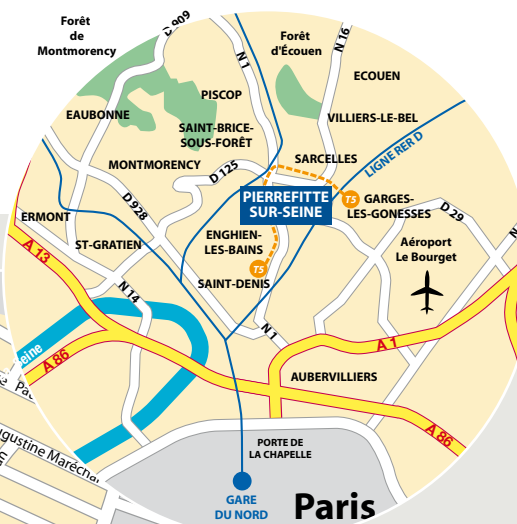 Forêt
de
Montmorency
D 909
N 1
Forêt
d'Écouen
N 16
ECOUEN
PISCOP
EAUBONNE
VILLIERS-LE-BEL
SAINT-BRICE-
SOUS-FORÊT
SARCELLES
LIGNE RER D
MONTMORENCY
D 125
PIERREFITTE
SUR-SEINE
T5
GARGES-
LES-GONESSES
D 928
D 29
ERMONT
ST-GRATIEN
ENGHIEN-
LES-BAINS
Aéroport
Le Bourget
A 13
T5
SAINT-DENIS
N 14
N 1
A 1
eine
A 86
AUBERVILLIERS
A 86
PORTE DE
LA CHAPELLE
GARE
DU NORD
Paris
ugustine Maréchal